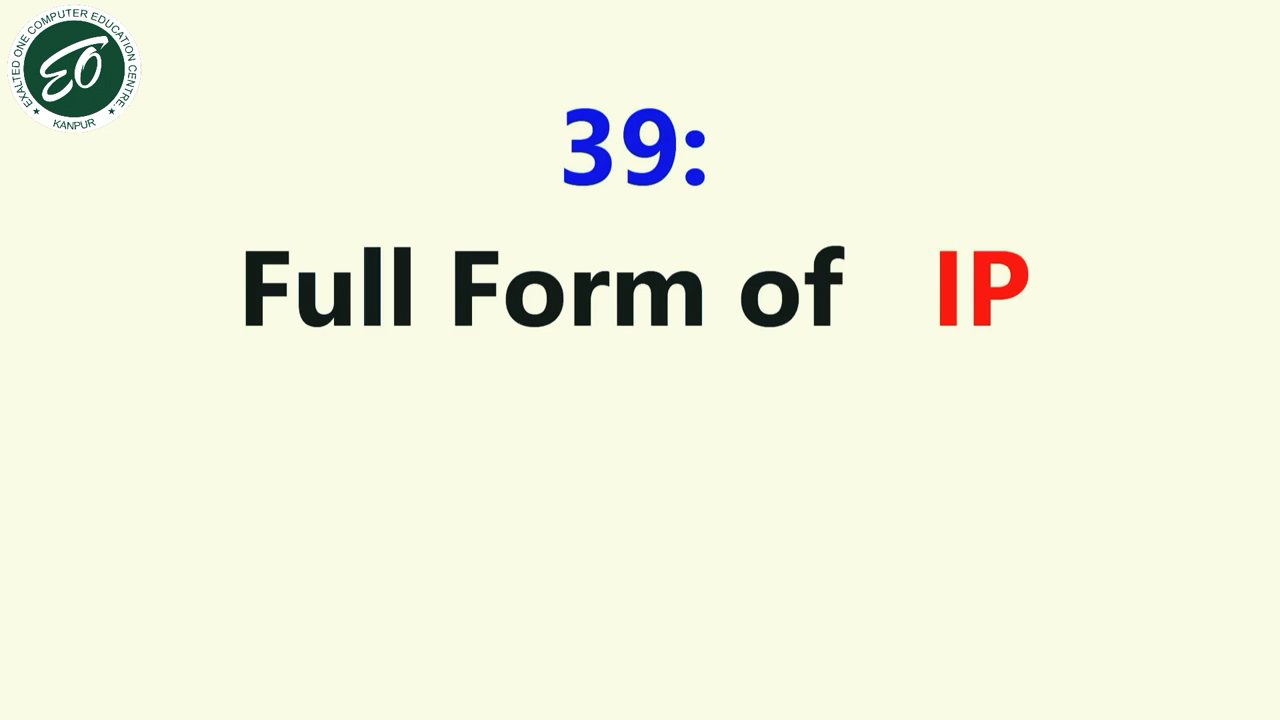 EXALTED ONE COMPUTER EDUCATION CENTRE
EO
★ KANPUR ★
39:
Full Form of IP